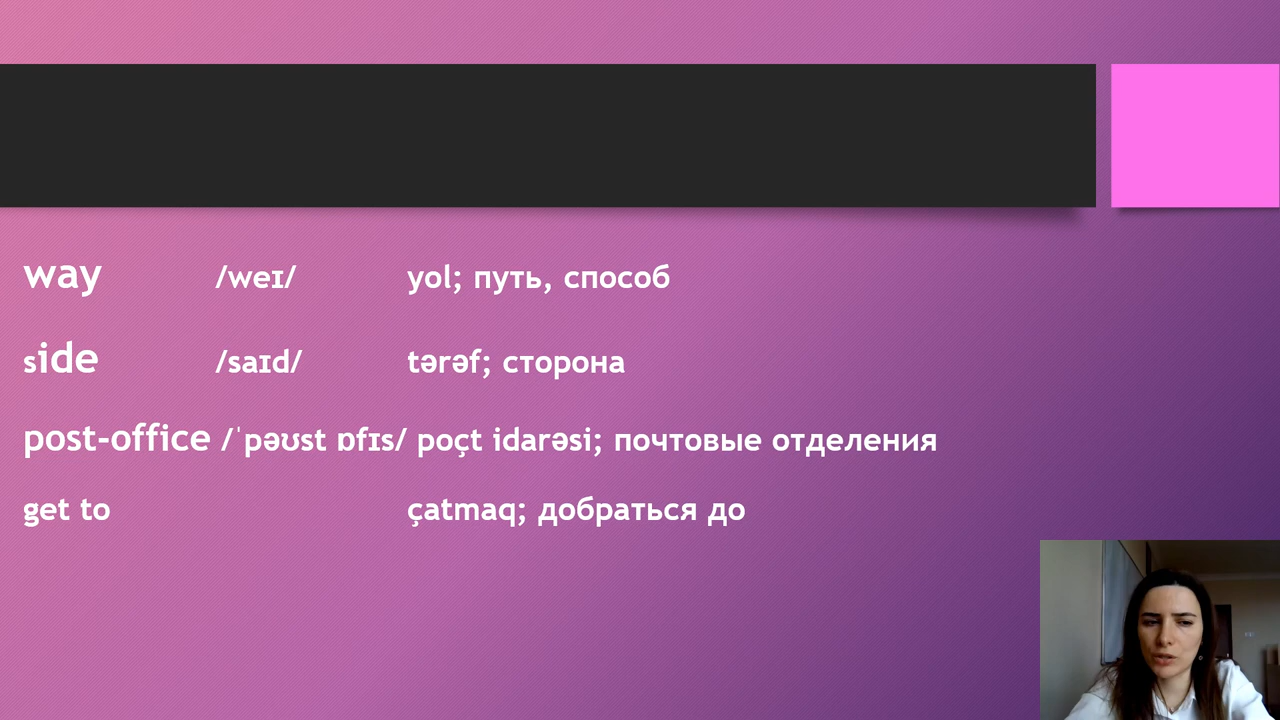 way /weɪ/ yol; путь, способ
side /saɪd/ tərəf; сторона
post-office /ˈpəʊst ɒfɪs/ poçt idarəsi; почтовые отделения
get to çatmaq; добраться до